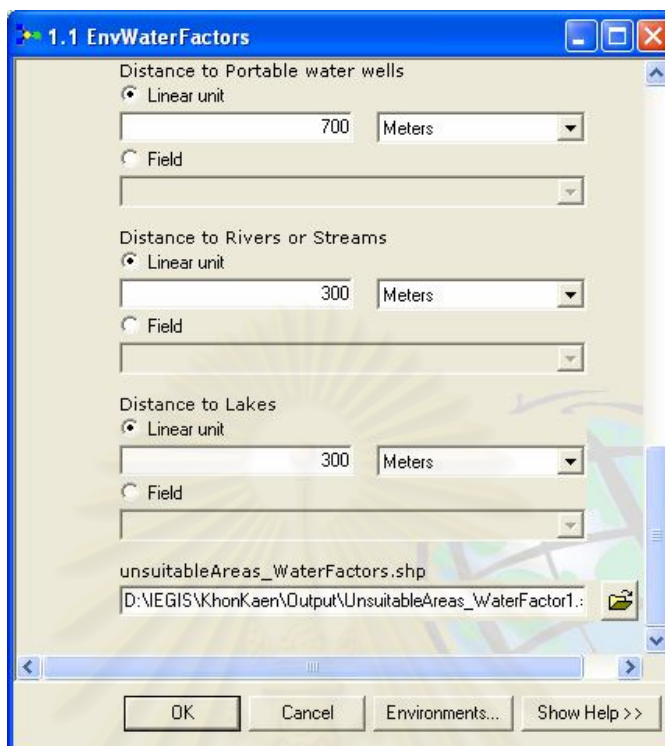 1.1 EnvWaterFactors
Distance to Portable water wells
Linear unit
700 Meters
Field
Distance to Rivers or Streams
Linear unit
300 Meters
Field
Distance to Lakes
Linear unit
300 Meters
Field
unsuitableAreas_WaterFactors.shp
D:\IEGIS\KhonKaen\Output\UnsuitableAreas_WaterFactor1.
OK Cancel Environments... Show Help >>